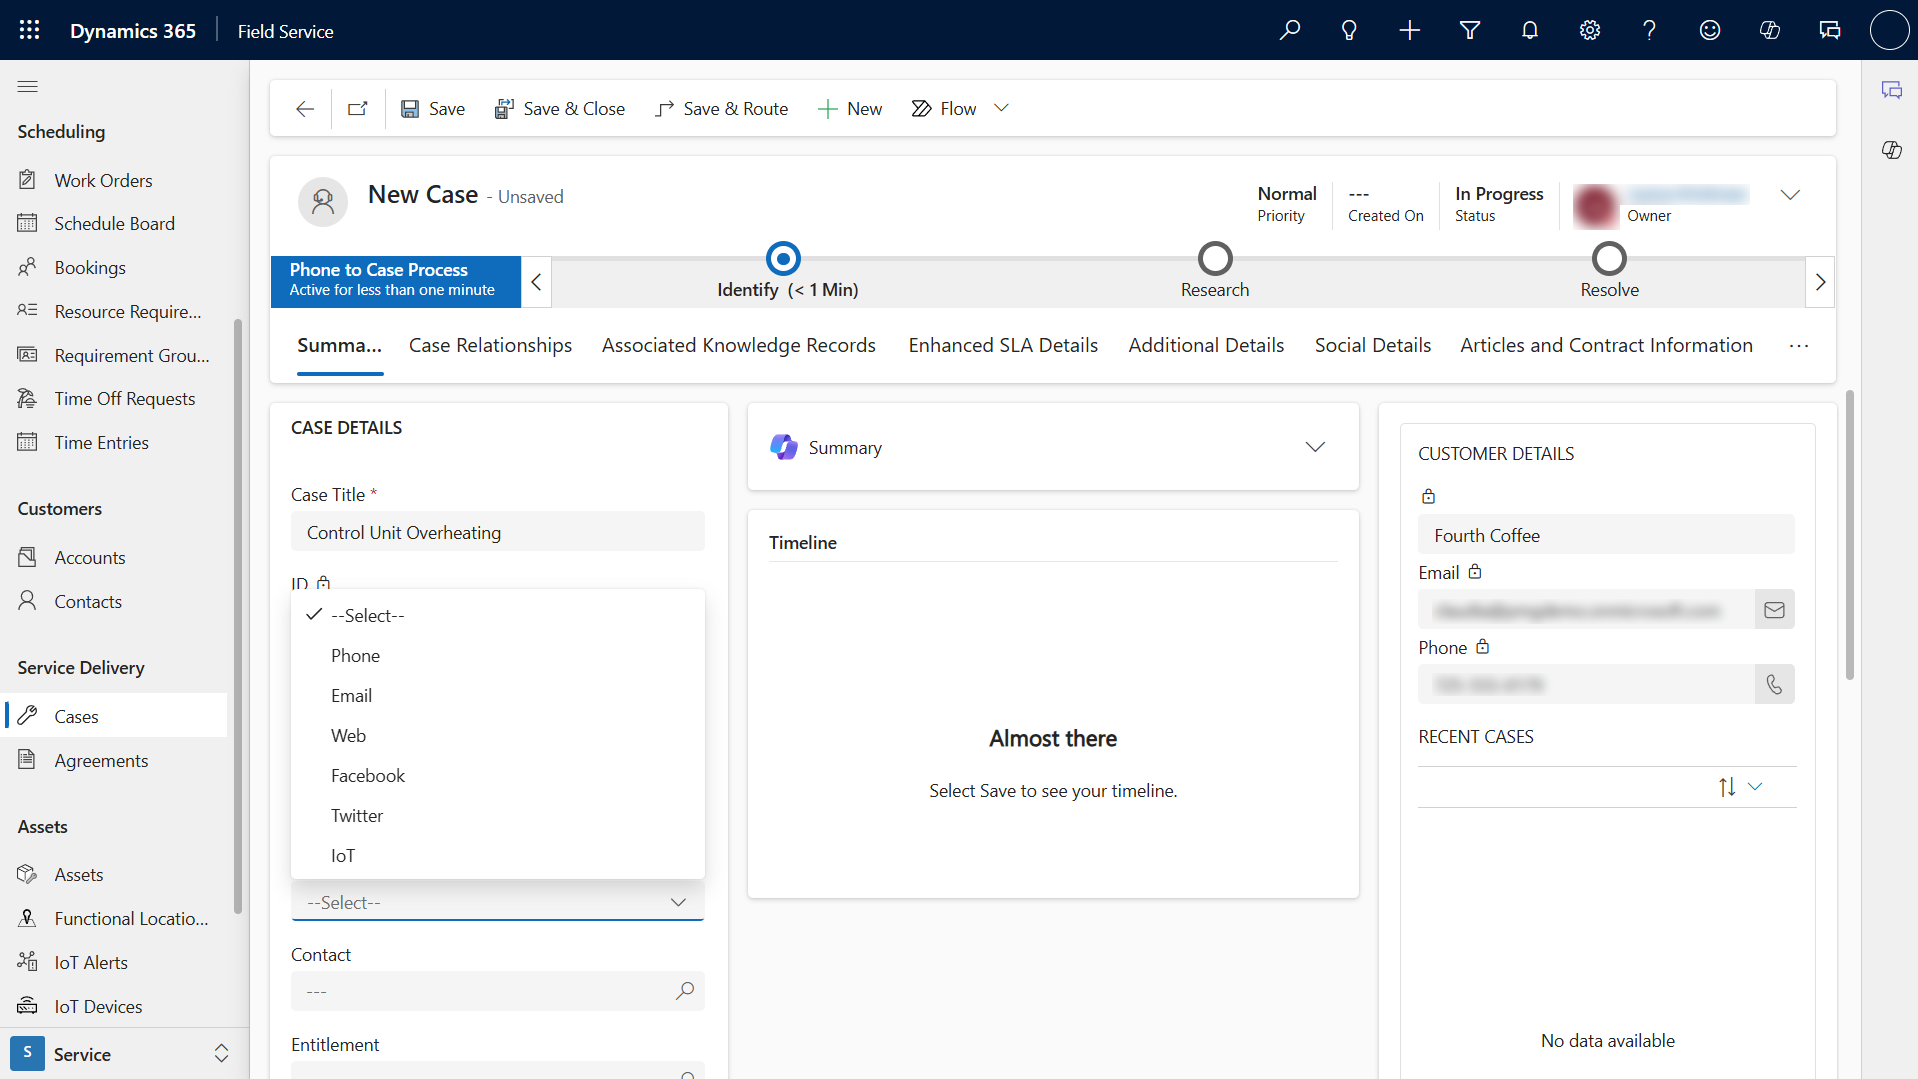 Dynamics 365
Field Service
Scheduling
Work Orders
Schedule Board
Bookings
Resource Require...
Requirement Grou...
Time Off Requests
Time Entries
Customers
Accounts
Contacts
Service Delivery
Cases
Agreements
Assets
Assets
Functional Locatio...
IoT Alerts
IoT Devices
S
Service
Save
Save & Close
Save & Route
New
Flow
New Case - Unsaved
Normal
Priority
---
Created On
In Progress
Status
Owner
Phone to Case Process
Active for less than one minute
Identify (< 1 Min)
Research
Resolve
Summa...
Case Relationships
Associated Knowledge Records
Enhanced SLA Details
Additional Details
Social Details
Articles and Contract Information
...
CASE DETAILS
Case Title *
Control Unit Overheating
ID
--Select--
Phone
Email
Web
Facebook
Twitter
IoT
--Select--
Contact
---
Entitlement
Summary
Timeline
Almost there
Select Save to see your timeline.
CUSTOMER DETAILS
Fourth Coffee
Email
Phone
RECENT CASES
No data available